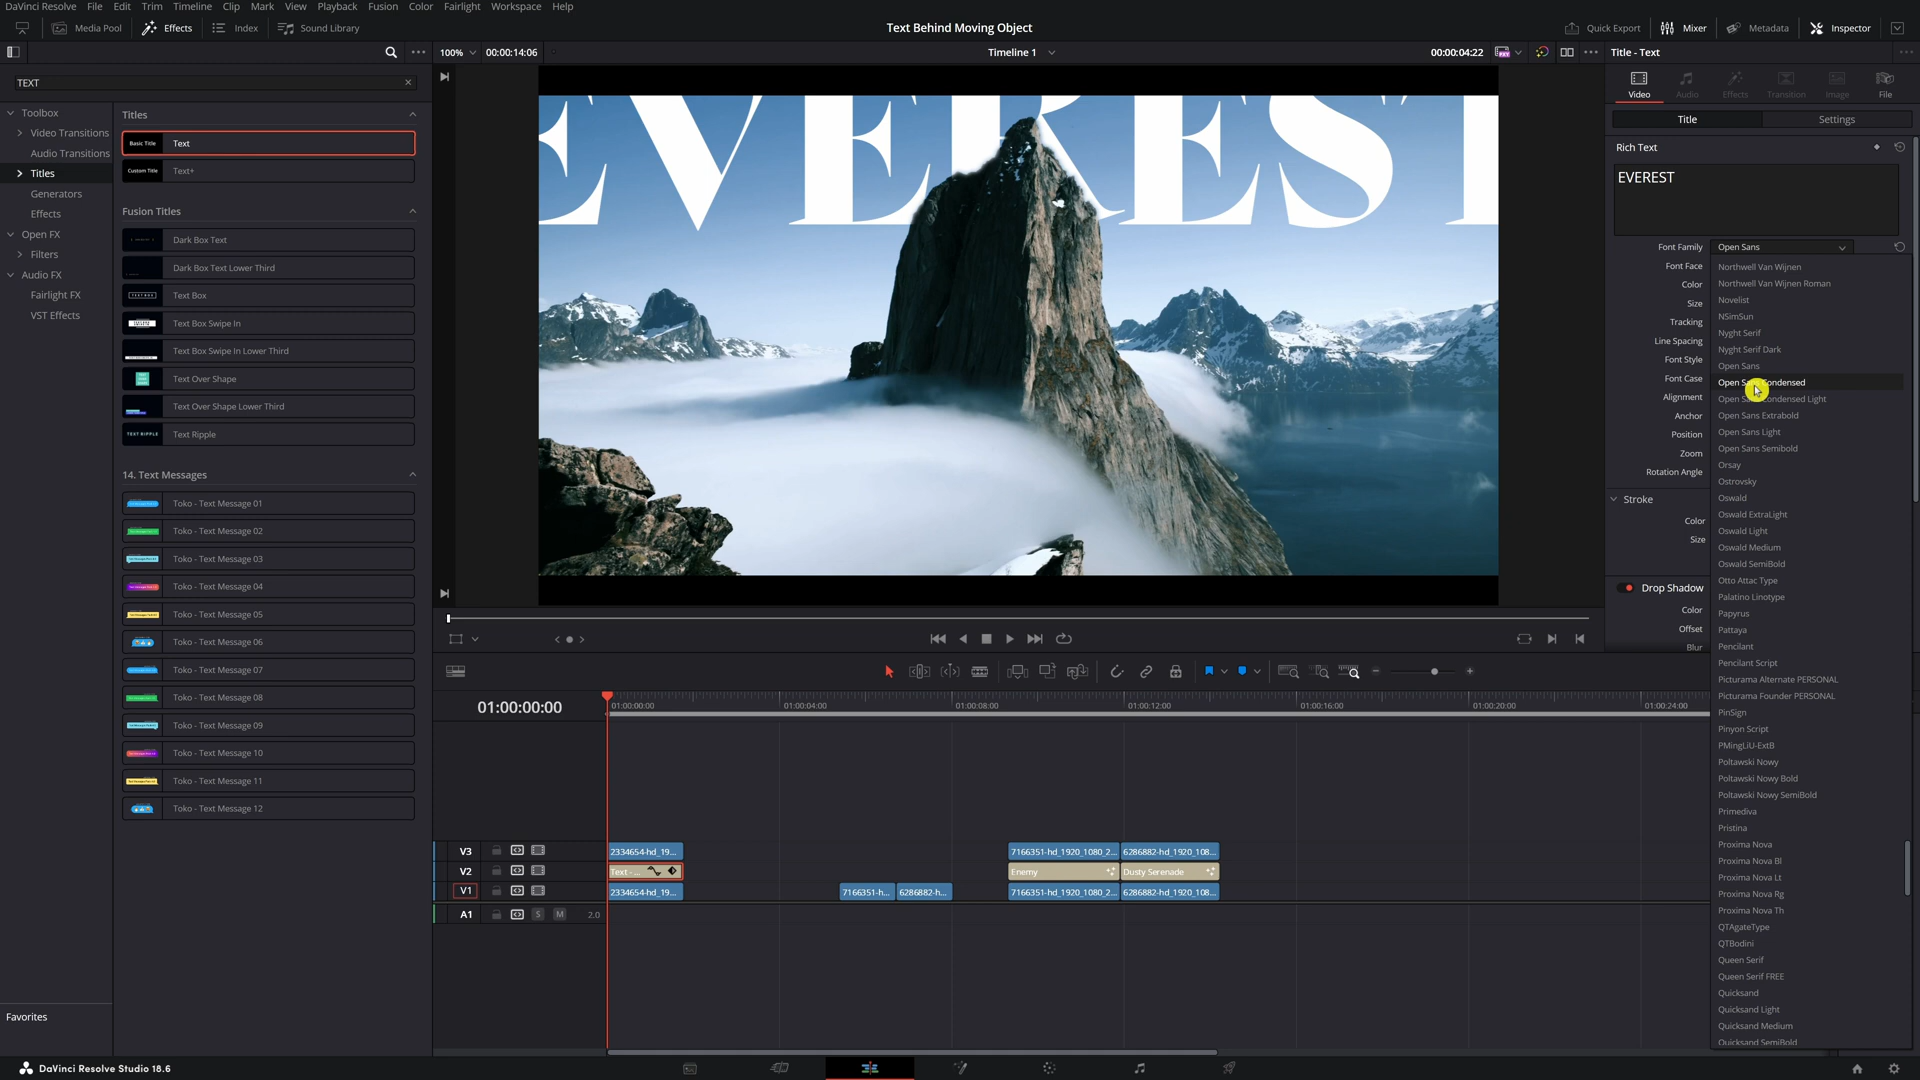 DaVinci Resolve File Edit Trim Timeline Clip Mark View Playback Fusion Color Fairlight Workspace Help
Media Pool Effects Index Sound Library Text Behind Moving Object Quick Export Mixer Metadata Inspector
100% 00:00:14:06 Timeline 1 00:00:04:22 Title - Text
TEXT
Toolbox
Video Transitions
Audio Transitions
Titles
Generators
Effects
Open FX
Filters
Audio FX
Fairlight FX
VST Effects
Favorites
Titles
Basic Title Text
Custom Title Text+
Fusion Titles
Dark Box Text
Dark Box Text Lower Third
TEXT BOX Text Box
Text Box Swipe In
Text Box Swipe In Lower Third
Text Over Shape
Text Over Shape Lower Third
TEXT RIPPLE Text Ripple
14. Text Messages
Toko - Text Message 01
Toko - Text Message 02
Toko - Text Message 03
Toko - Text Message 04
Toko - Text Message 05
Toko - Text Message 06
Toko - Text Message 07
Toko - Text Message 08
Toko - Text Message 09
Toko - Text Message 10
Toko - Text Message 11
Toko - Text Message 12
EVEREST
Video Audio Effects Transition Image File
Title Settings
Rich Text
EVEREST
Font Family Open Sans
Font Face
Color
Size
Tracking
Line Spacing
Font Style
Font Case
Alignment
Anchor
Position
Zoom
Rotation Angle
Stroke
Color
Size
Drop Shadow
Color
Offset
Blur
Northwell Van Wijnen
Northwell Van Wijnen Roman
Novelist
NSimSun
Nyght Serif
Nyght Serif Dark
Open Sans
Open Sans Condensed
Open Sans Condensed Light
Open Sans Extrabold
Open Sans Light
Open Sans Semibold
Orsay
Ostrovsky
Oswald
Oswald ExtraLight
Oswald Light
Oswald Medium
Oswald SemiBold
Otto Attac Type
Palatino Linotype
Papyrus
Pattaya
Pencilant
Pencilant Script
Picturama Alternate PERSONAL
Picturama Founder PERSONAL
PinSign
Pinyon Script
PMingLiU-ExtB
Poltawski Nowy
Poltawski Nowy Bold
Poltawski Nowy SemiBold
Primediva
Pristina
Proxima Nova
Proxima Nova Bl
Proxima Nova Lt
Proxima Nova Rg
Proxima Nova Th
QTAgateType
QTBodini
Queen Serif
Queen Serif FREE
Quicksand
Quicksand Light
Quicksand Medium
Quicksand SemiBold
01:00:00:00 01:00:00:00 01:00:04:00 01:00:08:00 01:00:12:00 01:00:16:00 01:00:20:00 01:00:24:00
V3 2334654-hd_19... 7166351-hd_1920_1080_2... 6286882-hd_1920_108...
V2 Text - ... Enemy Dusty Serenade
V1 2334654-hd_19... 7166351-h... 6286882-h... 7166351-hd_1920_1080_2... 6286882-hd_1920_108...
A1 S M 2.0
DaVinci Resolve Studio 18.6